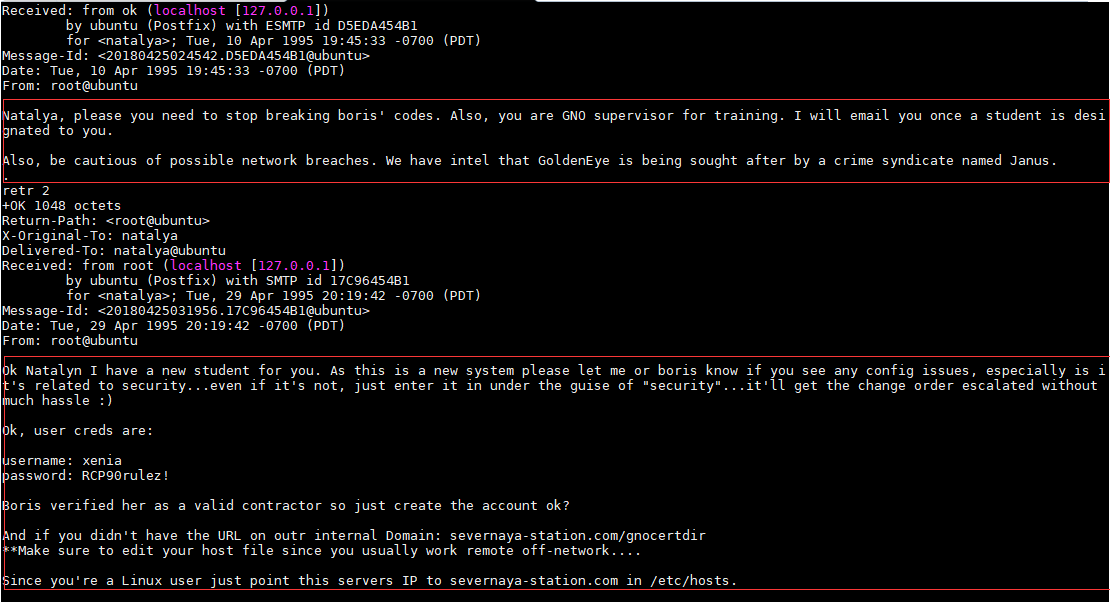 Received: from ok (localhost [127.0.0.1])
        by ubuntu (Postfix) with ESMTP id D5EDA454B1
        for <natalya>; Tue, 10 Apr 1995 19:45:33 -0700 (PDT)
Message-Id: <20180425024542.D5EDA454B1@ubuntu>
Date: Tue, 10 Apr 1995 19:45:33 -0700 (PDT)
From: root@ubuntu

Natalya, please you need to stop breaking boris' codes. Also, you are GNO supervisor for training. I will email you once a student is desi
gnated to you.

Also, be cautious of possible network breaches. We have intel that GoldenEye is being sought after by a crime syndicate named Janus.
.
retr 2
+OK 1048 octets
Return-Path: <root@ubuntu>
X-Original-To: natalya
Delivered-To: natalya@ubuntu
Received: from root (localhost [127.0.0.1])
        by ubuntu (Postfix) with SMTP id 17C96454B1
        for <natalya>; Tue, 29 Apr 1995 20:19:42 -0700 (PDT)
Message-Id: <20180425031956.17C96454B1@ubuntu>
Date: Tue, 29 Apr 1995 20:19:42 -0700 (PDT)
From: root@ubuntu

Ok Natalyn I have a new student for you. As this is a new system please let me or boris know if you see any config issues, especially is i
t's related to security...even if it's not, just enter it in under the guise of "security"...it'll get the change order escalated without
much hassle :)

Ok, user creds are:

username: xenia
password: RCP90rulez!

Boris verified her as a valid contractor so just create the account ok?

And if you didn't have the URL on outr internal Domain: severnaya-station.com/gnocertdir
**Make sure to edit your host file since you usually work remote off-network....

Since you're a Linux user just point this servers IP to severnaya-station.com in /etc/hosts.